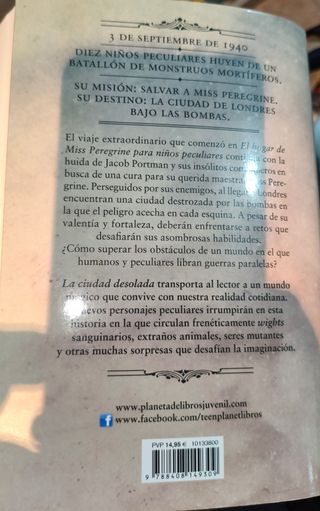 3 DE SEPTIEMBRE DE 1940
DIEZ NIÑOS PECULIARES HUYEN DE UN
BATALLÓN DE MONSTRUOS MORTÍFEROS.
SU MISIÓN: SALVAR A MISS PEREGRINE.
SU DESTINO: LA CIUDAD DE LONDRES
BAJO LAS BOMBAS.
El viaje extraordinario que comenzó en El hogar de
Miss Peregrine para niños peculiares con la
huida de Jacob Portman y sus insólitos en
busca de una cura para su querida maestra, Pere-
grine. Perseguidos por sus enemigos, al Londres
encuentran una ciudad destrozada por las bombas en
la que el peligro acecha en cada esquina. A pesar de su
valentía y fortaleza, deberán enfrentarse a retos que
desafiarán sus asombrosas habilidades.
¿Cómo superar los obstáculos de un mundo en el que
humanos y peculiares libran guerras paralelas?
La ciudad desolada transporta al lector a un mundo
que convive con nuestra realidad cotidiana.
personajes peculiares irrumpirán en esta
historia en la que circulan frenéticamente wights
sanguinarios, extraños animales, seres mutantes
y otras muchas sorpresas que desafían la imaginación.
www.planetadelibrosjuvenil.com
f www.facebook.com/teenplanetlibros
PVP 14,95 € 10133800
9 788408 149309